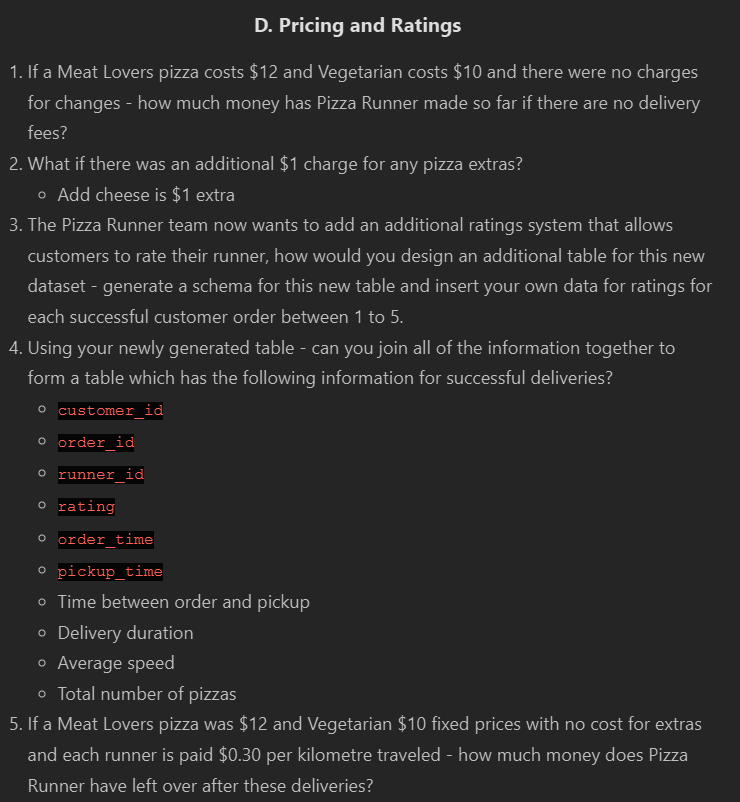 D. Pricing and Ratings
1. If a Meat Lovers pizza costs $12 and Vegetarian costs $10 and there were no charges
for changes - how much money has Pizza Runner made so far if there are no delivery
fees?
2. What if there was an additional $1 charge for any pizza extras?
Add cheese is $1 extra
3. The Pizza Runner team now wants to add an additional ratings system that allows
customers to rate their runner, how would you design an additional table for this new
dataset - generate a schema for this new table and insert your own data for ratings for
each successful customer order between 1 to 5.
4. Using your newly generated table - can you join all of the information together to
form a table which has the following information for successful deliveries?
customer_id
order_id
runner_id
rating
order_time
pickup_time
Time between order and pickup
Delivery duration
Average speed
Total number of pizzas
5. If a Meat Lovers pizza was $12 and Vegetarian $10 fixed prices with no cost for extras
and each runner is paid $0.30 per kilometre traveled - how much money does Pizza
Runner have left over after these deliveries?